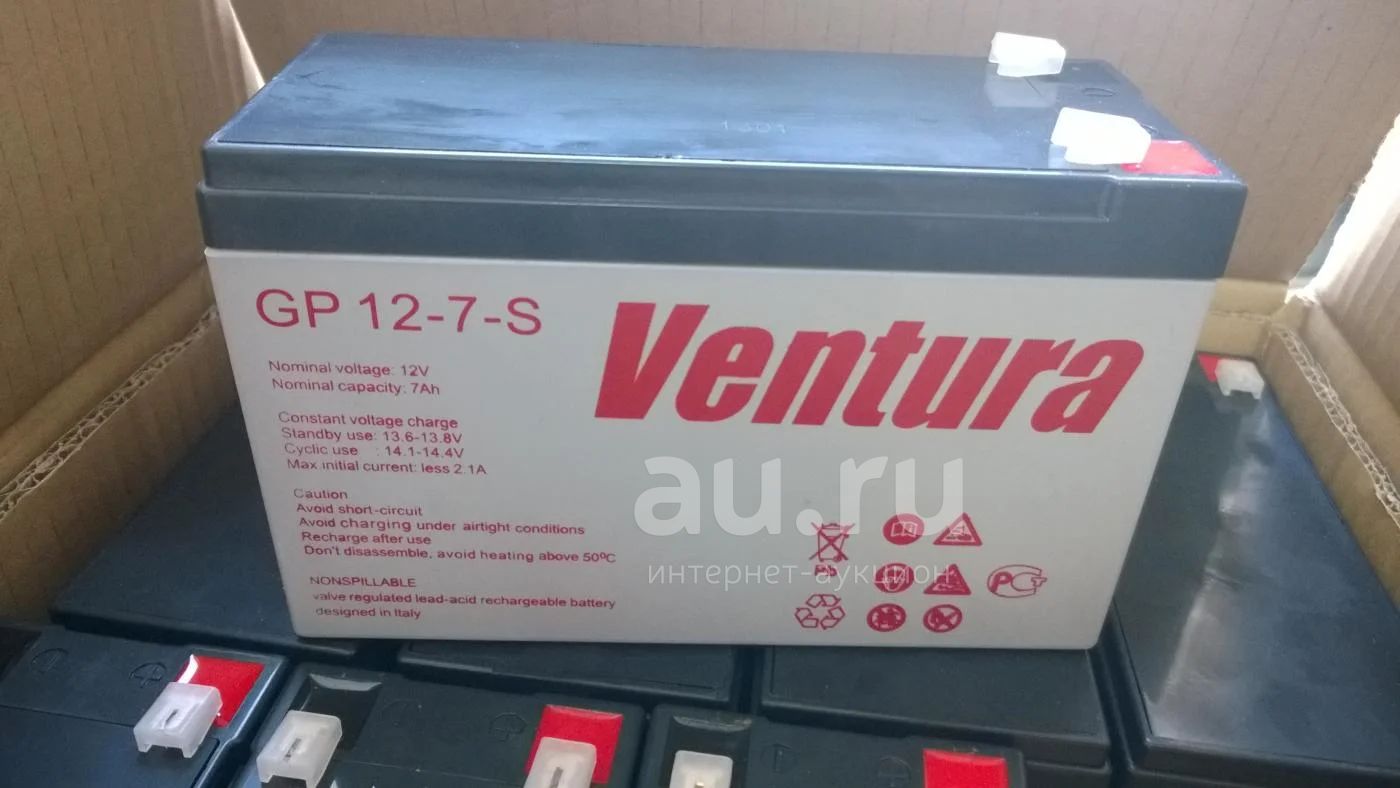 1301
GP 12-7-S
Ventura
Nominal voltage: 12V
Nominal capacity: 7Ah
Constant voltage charge
Standby use: 13.6-13.8V
Cyclic use : 14.1-14.4V
Max initial current: less 2.1A
Caution
Avoid short-circuit
Avoid charging under airtight conditions
Recharge after use
Don't disassemble, avoid heating above 50ºC
NONSPILLABLE
valve regulated lead-acid rechargeable battery
designed in Italy
au.ru
интернет-аукцион
Pb